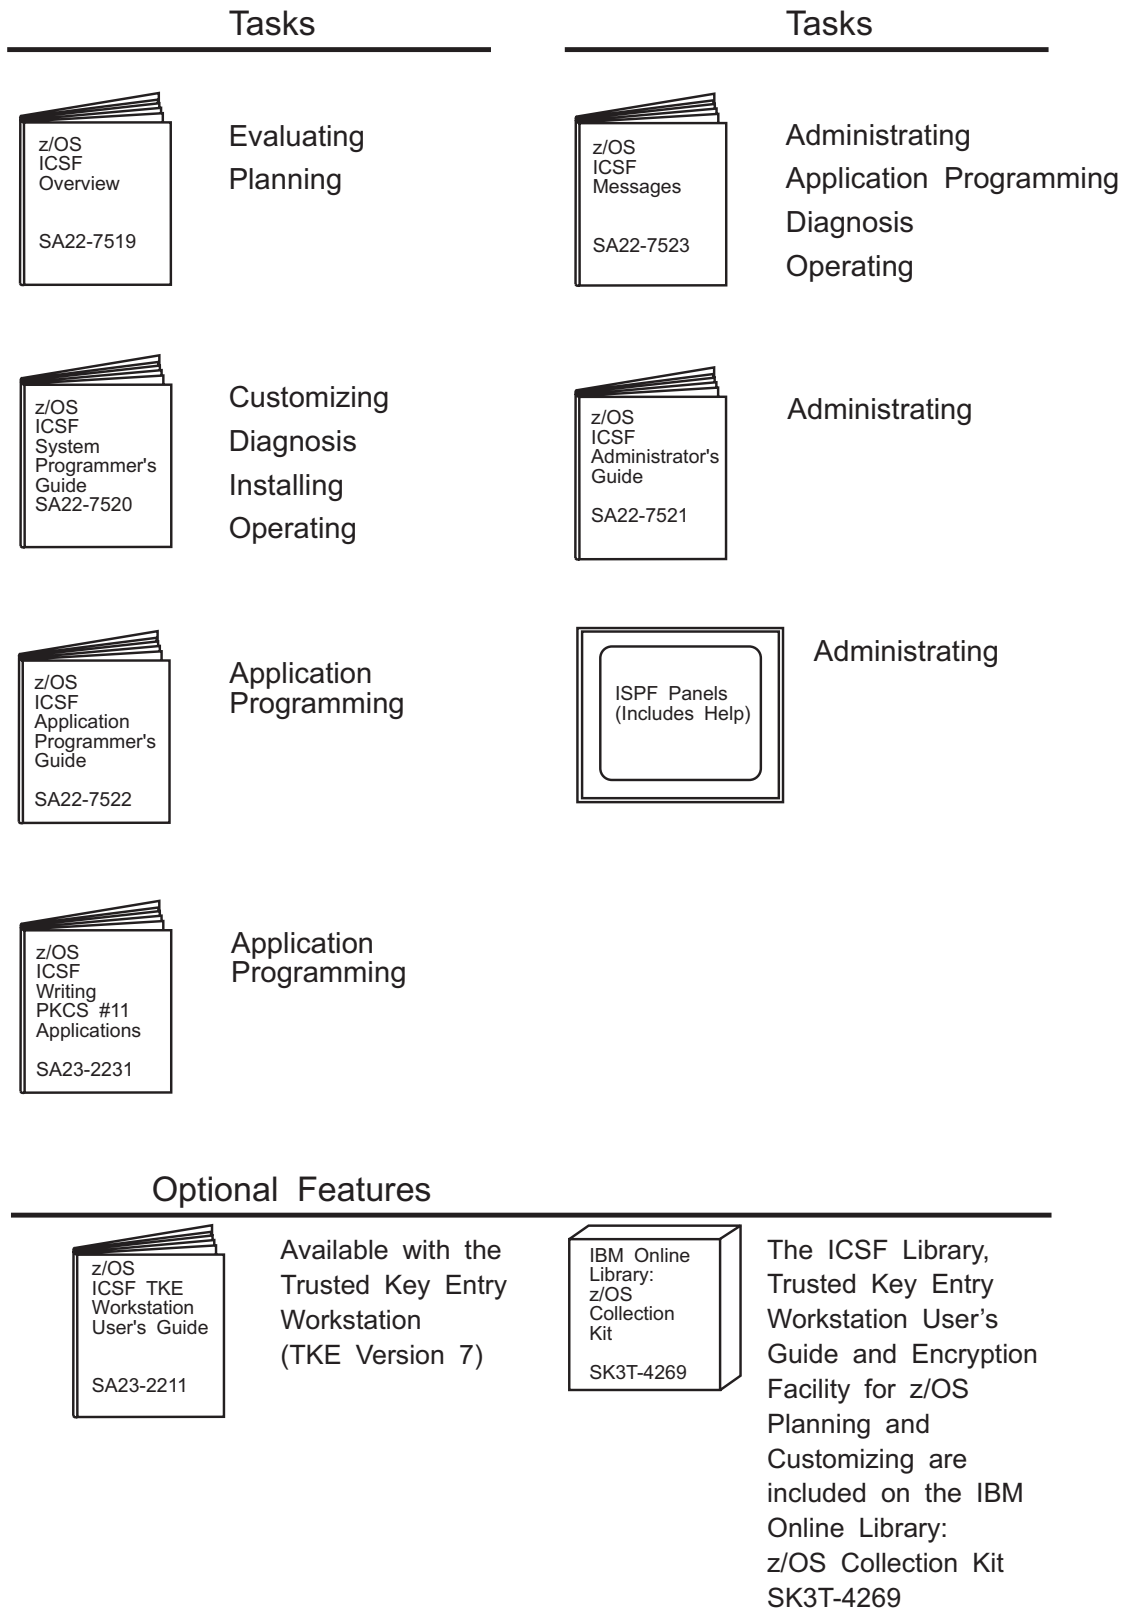 Tasks
z/OS
ICSF
Overview
SA22-7519
Evaluating
Planning
z/OS
ICSF
System
Programmer's
Guide
SA22-7520
Customizing
Diagnosis
Installing
Operating
z/OS
ICSF
Application
Programmer's
Guide
SA22-7522
Application
Programming
z/OS
ICSF
Writing
PKCS #11
Applications
SA23-2231
Application
Programming
Tasks
z/OS
ICSF
Messages
SA22-7523
Administrating
Application Programming
Diagnosis
Operating
z/OS
ICSF
Administrator's
Guide
SA22-7521
Administrating
ISPF Panels
(Includes Help)
Administrating
Optional Features
z/OS
ICSF TKE
Workstation
User's Guide
SA23-2211
Available with the
Trusted Key Entry
Workstation
(TKE Version 7)
IBM Online
Library:
z/OS
Collection
Kit
SK3T-4269
The ICSF Library,
Trusted Key Entry
Workstation User’s
Guide and Encryption
Facility for z/OS
Planning and
Customizing are
included on the IBM
Online Library:
z/OS Collection Kit
SK3T-4269